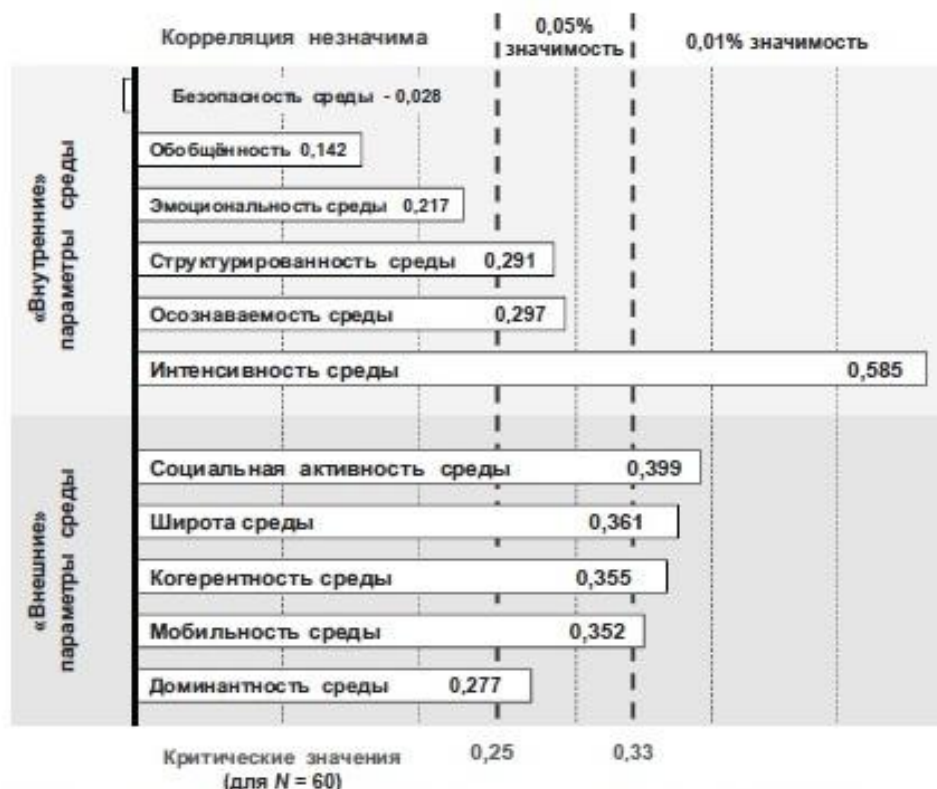 Корреляция незначима
0,05%
значимость
0,01% значимость
«Внутренние»
параметры среды
Безопасность среды - 0,028
Обобщённость 0,142
Эмоциональность среды 0,217
Структурированность среды 0,291
Осознаваемость среды 0,297
Интенсивность среды 0,585
«Внешние»
параметры среды
Социальная активность среды 0,399
Широта среды 0,361
Когерентность среды 0,355
Мобильность среды 0,352
Доминантность среды 0,277
Критические значения
(для N = 60)
0,25
0,33